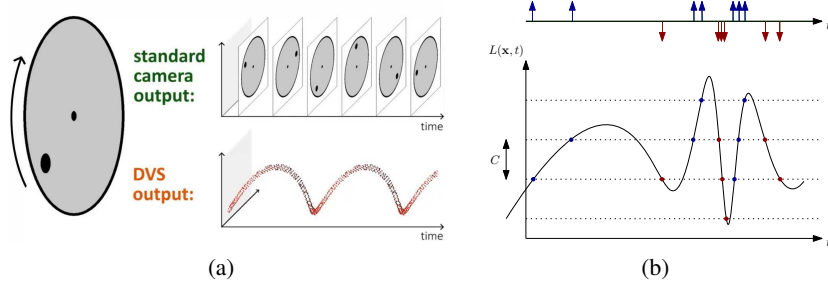 standard
camera
output:
time
DVS
output:
time
(a)
t
L(x, t)
C
t
(b)